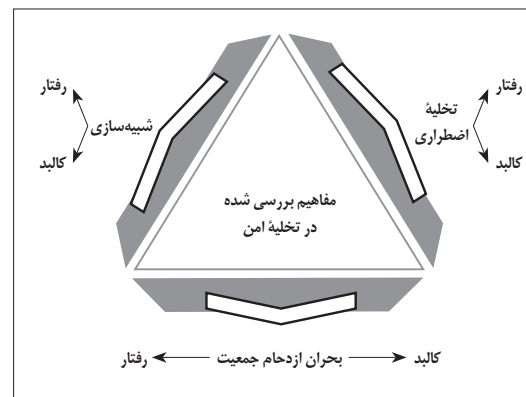 رفتار
تخلیهٔ
اضطراری
کالبد
رفتار
شبیه‌سازی
کالبد
مفاهیم بررسی شده
در تخلیهٔ امن
کالبد
بحران ازدحام جمعیت
رفتار